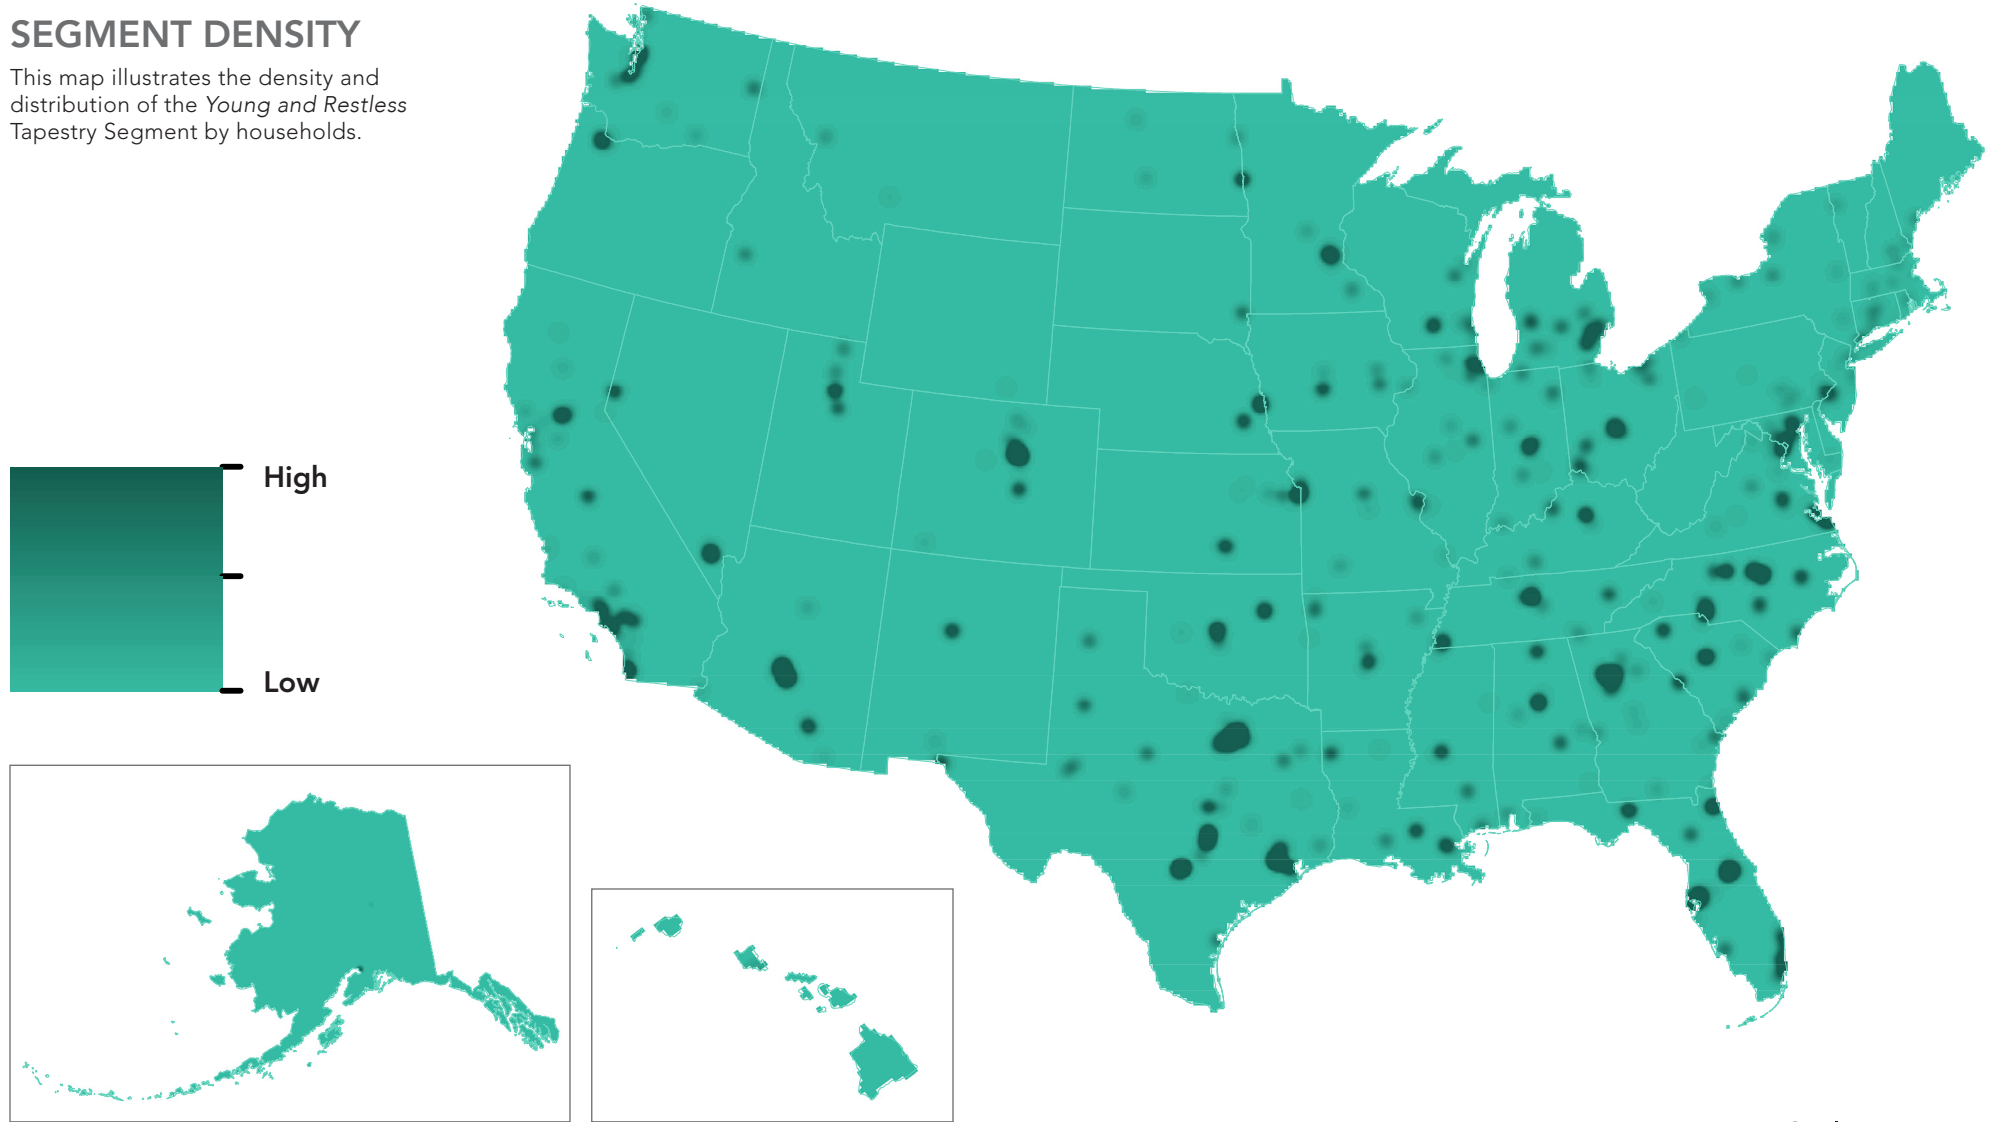 SEGMENT DENSITY
This map illustrates the density and
distribution of the Young and Restless
Tapestry Segment by households.
High
Low